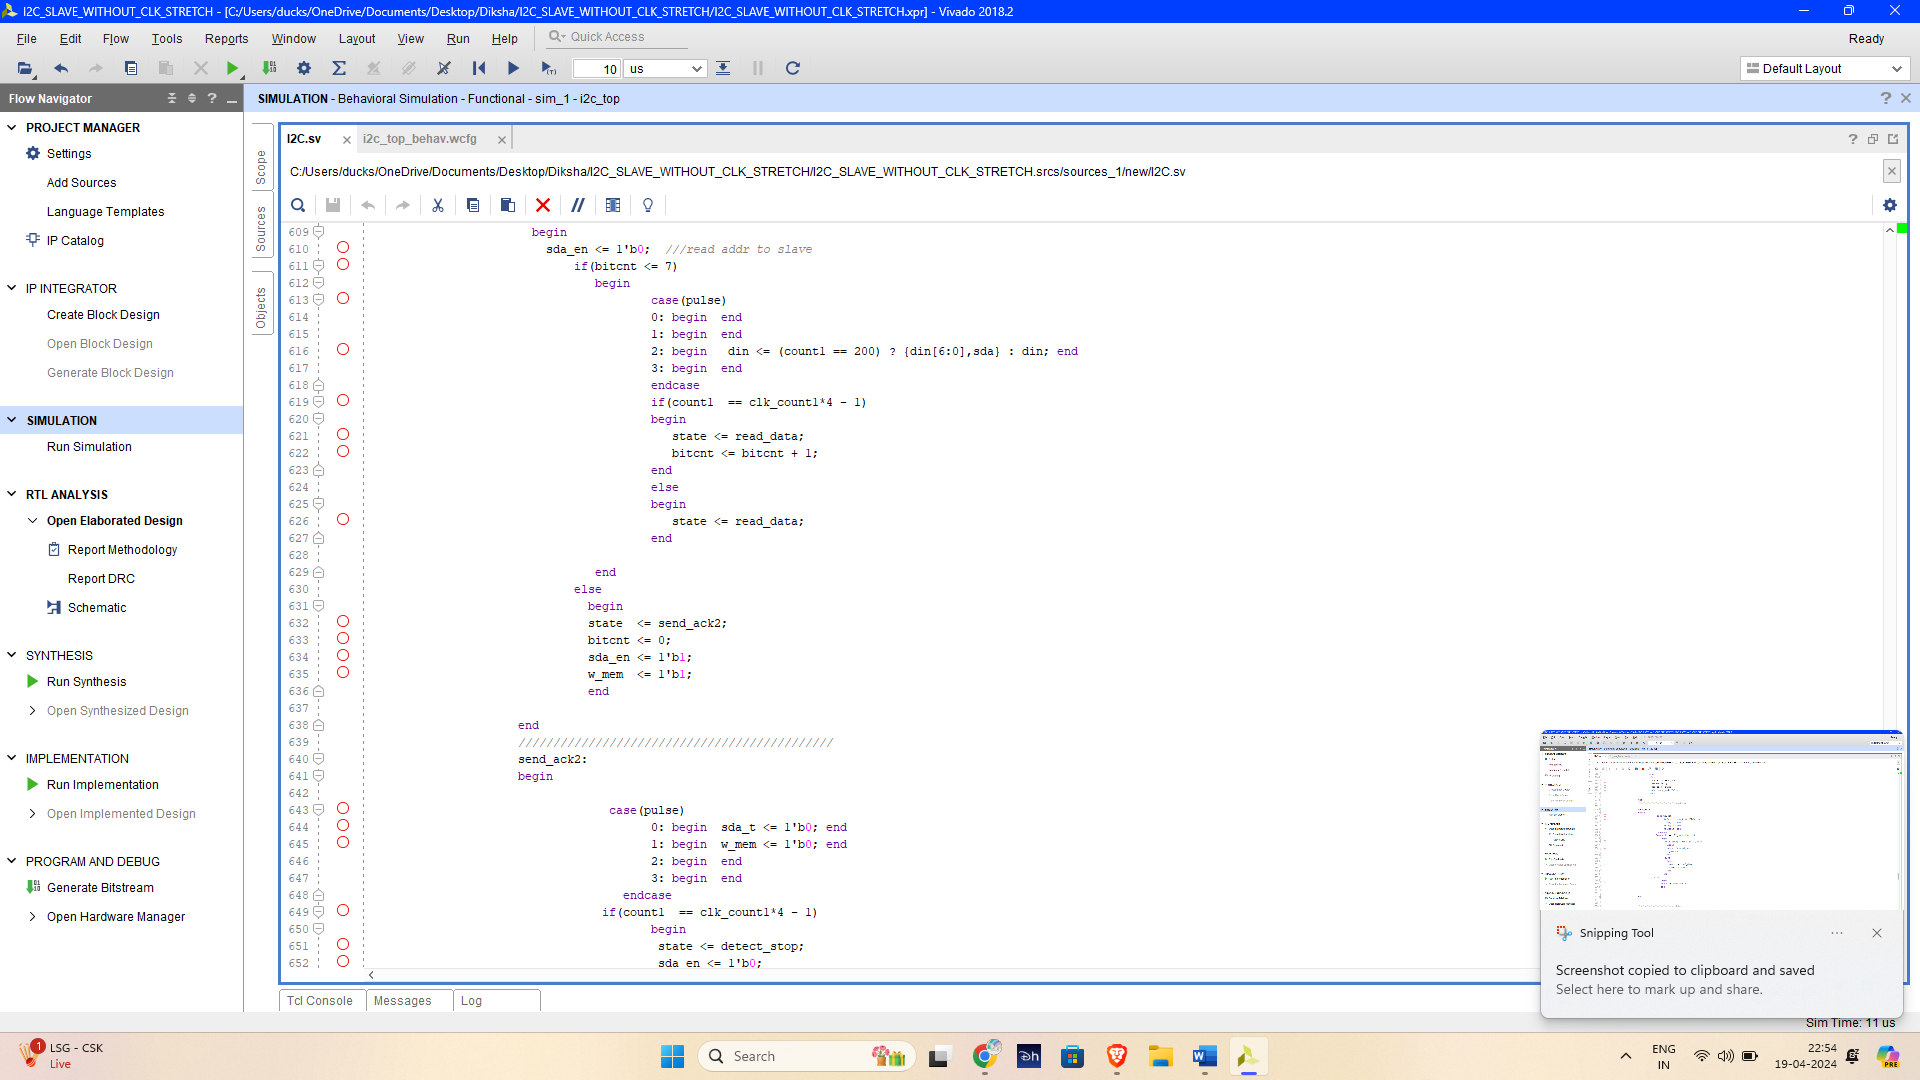 I2C_SLAVE_WITHOUT_CLK_STRETCH - [C:/Users/ducks/OneDrive/Documents/Desktop/Diksha/I2C_SLAVE_WITHOUT_CLK_STRETCH/I2C_SLAVE_WITHOUT_CLK_STRETCH.xpr] - Vivado 2018.2
File Edit Flow Tools Reports Window Layout View Run Help Quick Access Ready
10 us Default Layout
Flow Navigator
SIMULATION - Behavioral Simulation - Functional - sim_1 - i2c_top
PROJECT MANAGER
Settings
Add Sources
Language Templates
IP Catalog
IP INTEGRATOR
Create Block Design
Open Block Design
Generate Block Design
SIMULATION
Run Simulation
RTL ANALYSIS
Open Elaborated Design
Report Methodology
Report DRC
Schematic
SYNTHESIS
Run Synthesis
Open Synthesized Design
IMPLEMENTATION
Run Implementation
Open Implemented Design
PROGRAM AND DEBUG
Generate Bitstream
Open Hardware Manager
Scope
Sources
Objects
I2C.sv i2c_top_behav.wcfg
C:/Users/ducks/OneDrive/Documents/Desktop/Diksha/I2C_SLAVE_WITHOUT_CLK_STRETCH/I2C_SLAVE_WITHOUT_CLK_STRETCH.srcs/sources_1/new/I2C.sv
609 begin
610 sda_en <= 1'b0; ///read addr to slave
611 if(bitcnt <= 7)
612 begin
613 case(pulse)
614 0: begin end
615 1: begin end
616 2: begin din <= (count1 == 200) ? {din[6:0],sda} : din; end
617 3: begin end
618 endcase
619 if(count1 == clk_count1*4 - 1)
620 begin
621 state <= read_data;
622 bitcnt <= bitcnt + 1;
623 end
624 else
625 begin
626 state <= read_data;
627 end
628
629 end
630 else
631 begin
632 state <= send_ack2;
633 bitcnt <= 0;
634 sda_en <= 1'b1;
635 w_mem <= 1'b1;
636 end
637
638 end
639 /////////////////////////////////////////////
640 send_ack2:
641 begin
642
643 case(pulse)
644 0: begin sda_t <= 1'b0; end
645 1: begin w_mem <= 1'b0; end
646 2: begin end
647 3: begin end
648 endcase
649 if(count1 == clk_count1*4 - 1)
650 begin
651 state <= detect_stop;
652 sda_en <= 1'b0;
Tcl Console Messages Log
Snipping Tool
Screenshot copied to clipboard and saved
Select here to mark up and share.
Sim Time: 11 us
1
LSG - CSK
Live
Search
ENG
IN
22:54
19-04-2024
PRE